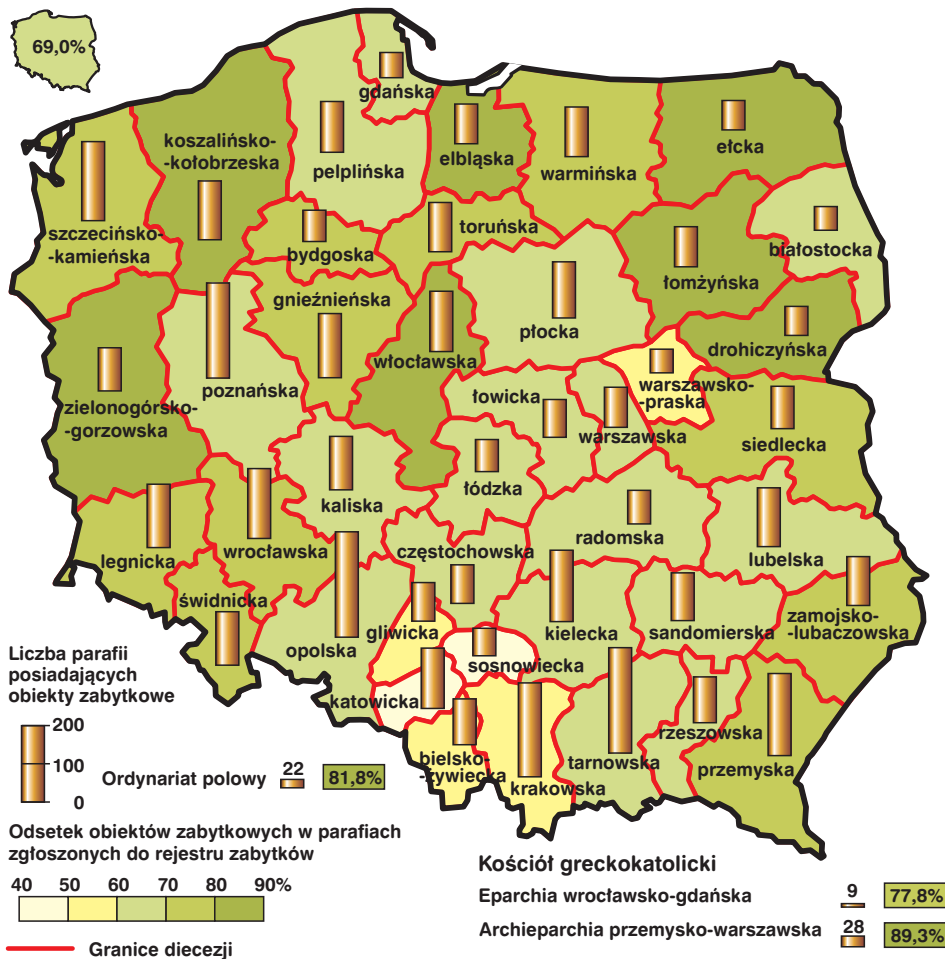 69,0%
gdańska
koszalińsko-
-kołobrzeska
pelplińska
elbląska
warmińska
ełcka
szczecińsko-
-kamieńska
bydgoska
toruńska
białostocka
łomżyńska
gnieźnieńska
włocławska
płocka
drohiczyńska
poznańska
zielonogórsko-
-gorzowska
łowicka
warszawsko-
-praska
warszawska
siedlecka
kaliska
łódzka
legnicka
wrocławska
częstochowska
radomska
lubelska
świdnicka
opolska
gliwicka
kielecka
sandomierska
zamojsko-
-lubaczowska
sosnowiecka
katowicka
bielsko-
-żywiecka
krakowska
tarnowska
rzeszowska
przemyska
Liczba parafii
posiadających
obiekty zabytkowe
200
100
0
Ordynariat polowy 22 81,8%
Odsetek obiektów zabytkowych w parafiach
zgłoszonych do rejestru zabytków
40 50 60 70 80 90%
Granice diecezji
Kościół greckokatolicki
Eparchia wrocławsko-gdańska 9 77,8%
Archieparchia przemysko-warszawska 28 89,3%